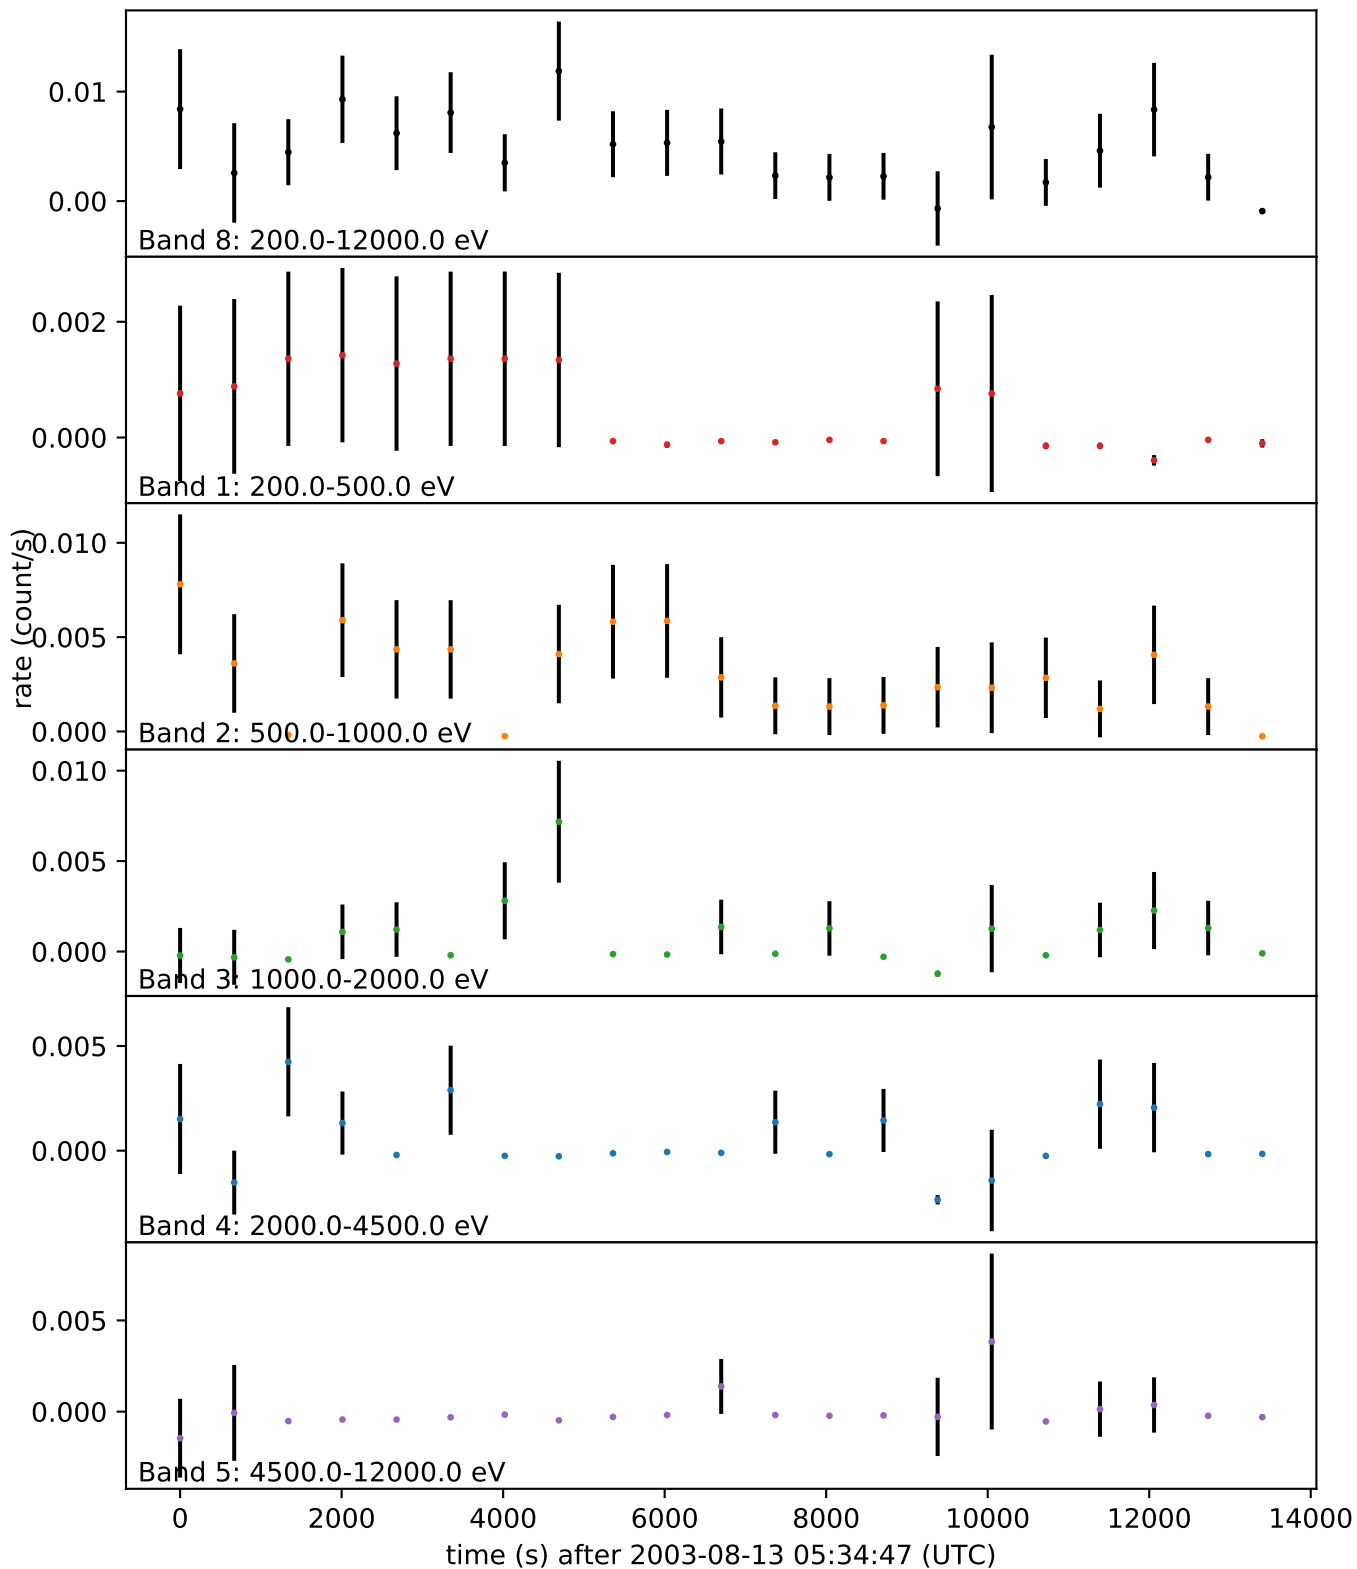 0.01
0.00
Band 8: 200.0-12000.0 eV
0.002
0.000
Band 1: 200.0-500.0 eV
rate (count/s)
0.010
0.005
0.000
Band 2: 500.0-1000.0 eV
0.010
0.005
0.000
Band 3: 1000.0-2000.0 eV
0.005
0.000
Band 4: 2000.0-4500.0 eV
0.005
0.000
Band 5: 4500.0-12000.0 eV
0 2000 4000 6000 8000 10000 12000 14000
time (s) after 2003-08-13 05:34:47 (UTC)